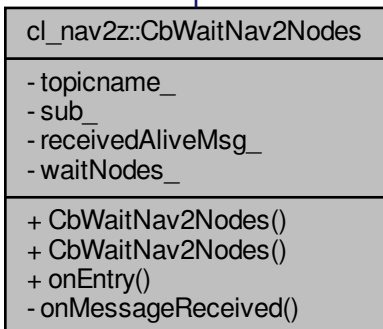 cl_nav2z::CbWaitNav2Nodes
- topicname_
- sub_
- receivedAliveMsg_
- waitNodes_
+ CbWaitNav2Nodes()
+ CbWaitNav2Nodes()
+ onEntry()
- onMessageReceived()